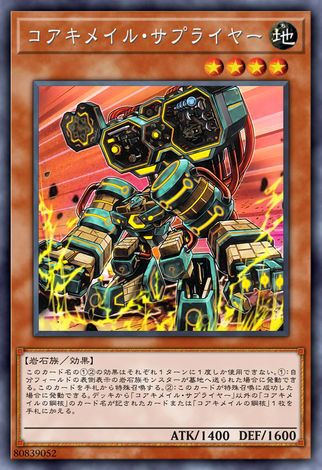 コアキメイル・サプライヤー
地
ち
【岩石族／効果】
このカード名の①②の効果はそれぞれ１ターンに１度しか使用できない。①：自
分フィールドの表側表示の岩石族モンスターが墓地へ送られた場合に発動でき
る。このカードを手札から特殊召喚する。②：このカードが特殊召喚に成功した
場合に発動できる。デッキから「コアキメイル・サプライヤー」以外の「コアキメイ
ルの鋼核」のカード名が記されたカードまたは「コアキメイルの鋼核」１枚を
手札に加える。
ATK/1400 DEF/1600
80839052